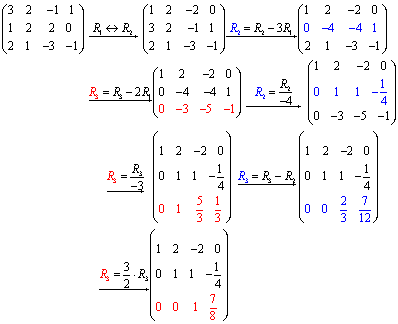 3 2 −1 1 1 2 −2 0 1 2 −2 0
1 2 2 0 R₁ ↔ R₂ 3 2 −1 1 R₂ = R₂ − 3R₁ 0 −4 −4 1
2 1 −3 −1 2 1 −3 −1 2 1 −3 −1
1 2 −2 0 1 2 −2 0
R₃ = R₃ − 2R₁ 0 −4 −4 1 R₂ = R₂/−4 0 1 1 −1/4
0 −3 −5 −1 0 −3 −5 −1
1 2 −2 0 1 2 −2 0
R₃ = R₃/−3 0 1 1 −1/4 R₃ = R₃ − R₂ 0 1 1 −1/4
0 1 5/3 1/3 0 0 2/3 7/12
1 2 −2 0
R₃ = 3/2 · R₃ 0 1 1 −1/4
0 0 1 7/8